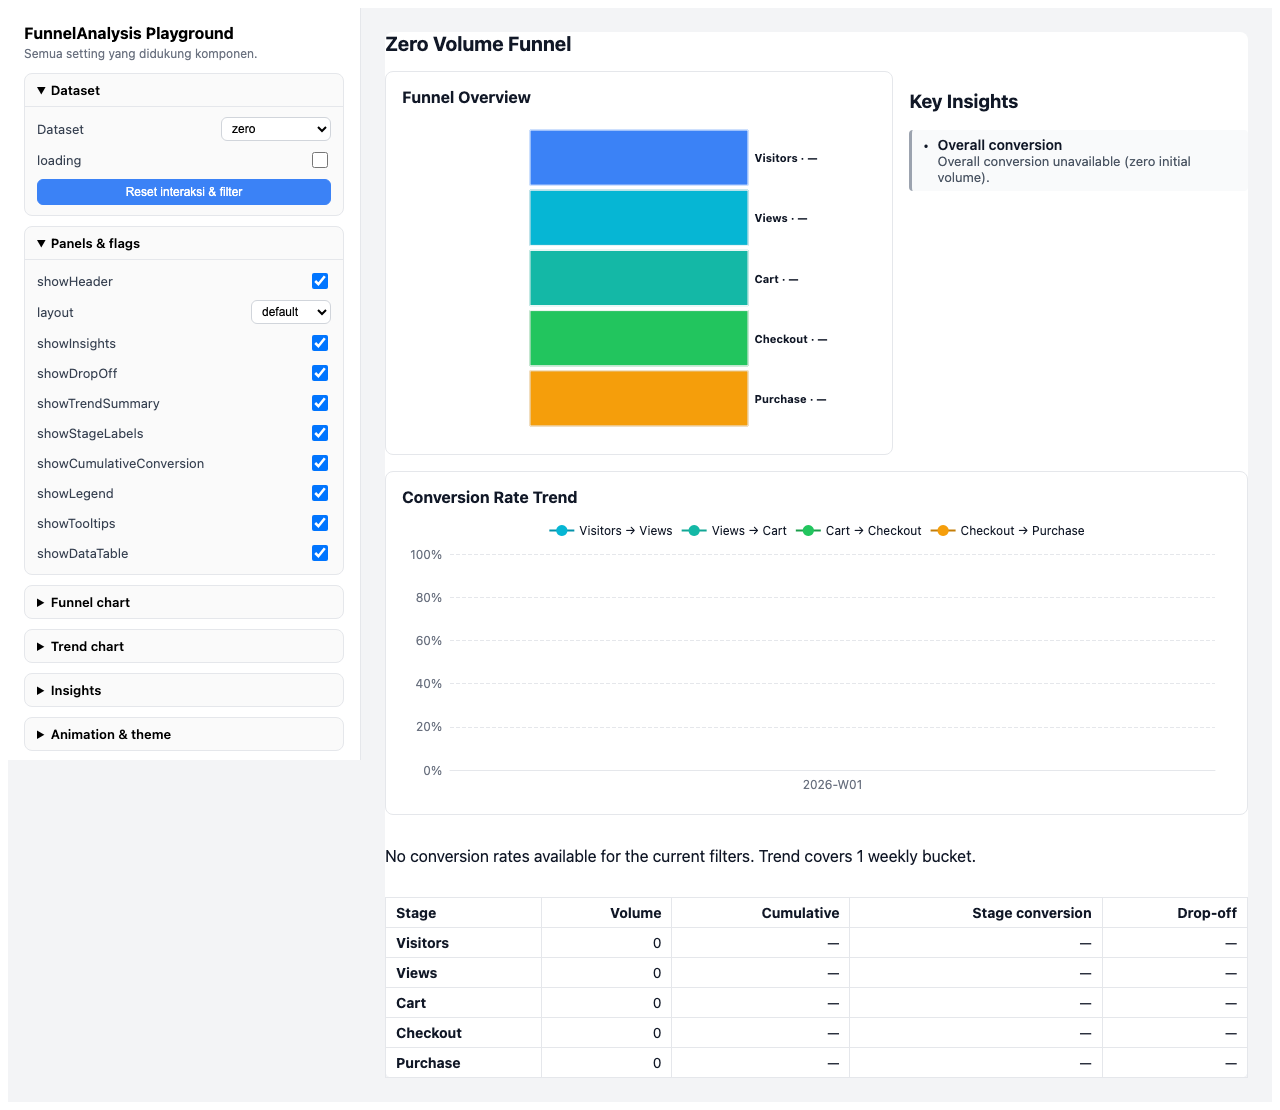 FunnelAnalysis Playground
Semua setting yang didukung komponen.
Dataset
Dataset
zero
loading
Reset interaksi & filter
Panels & flags
showHeader
layout
default
showInsights
showDropOff
showTrendSummary
showStageLabels
showCumulativeConversion
showLegend
showTooltips
showDataTable
Funnel chart
Trend chart
Insights
Animation & theme
Zero Volume Funnel
Funnel Overview
Visitors · —
Views · —
Cart · —
Checkout · —
Purchase · —
Key Insights
• Overall conversion
Overall conversion unavailable (zero initial
volume).
Conversion Rate Trend
Visitors → Views Views → Cart Cart → Checkout Checkout → Purchase
100%
80%
60%
40%
20%
0%
2026-W01
No conversion rates available for the current filters. Trend covers 1 weekly bucket.
Stage Volume Cumulative Stage conversion Drop-off
Visitors 0 — — —
Views 0 — — —
Cart 0 — — —
Checkout 0 — — —
Purchase 0 — — —